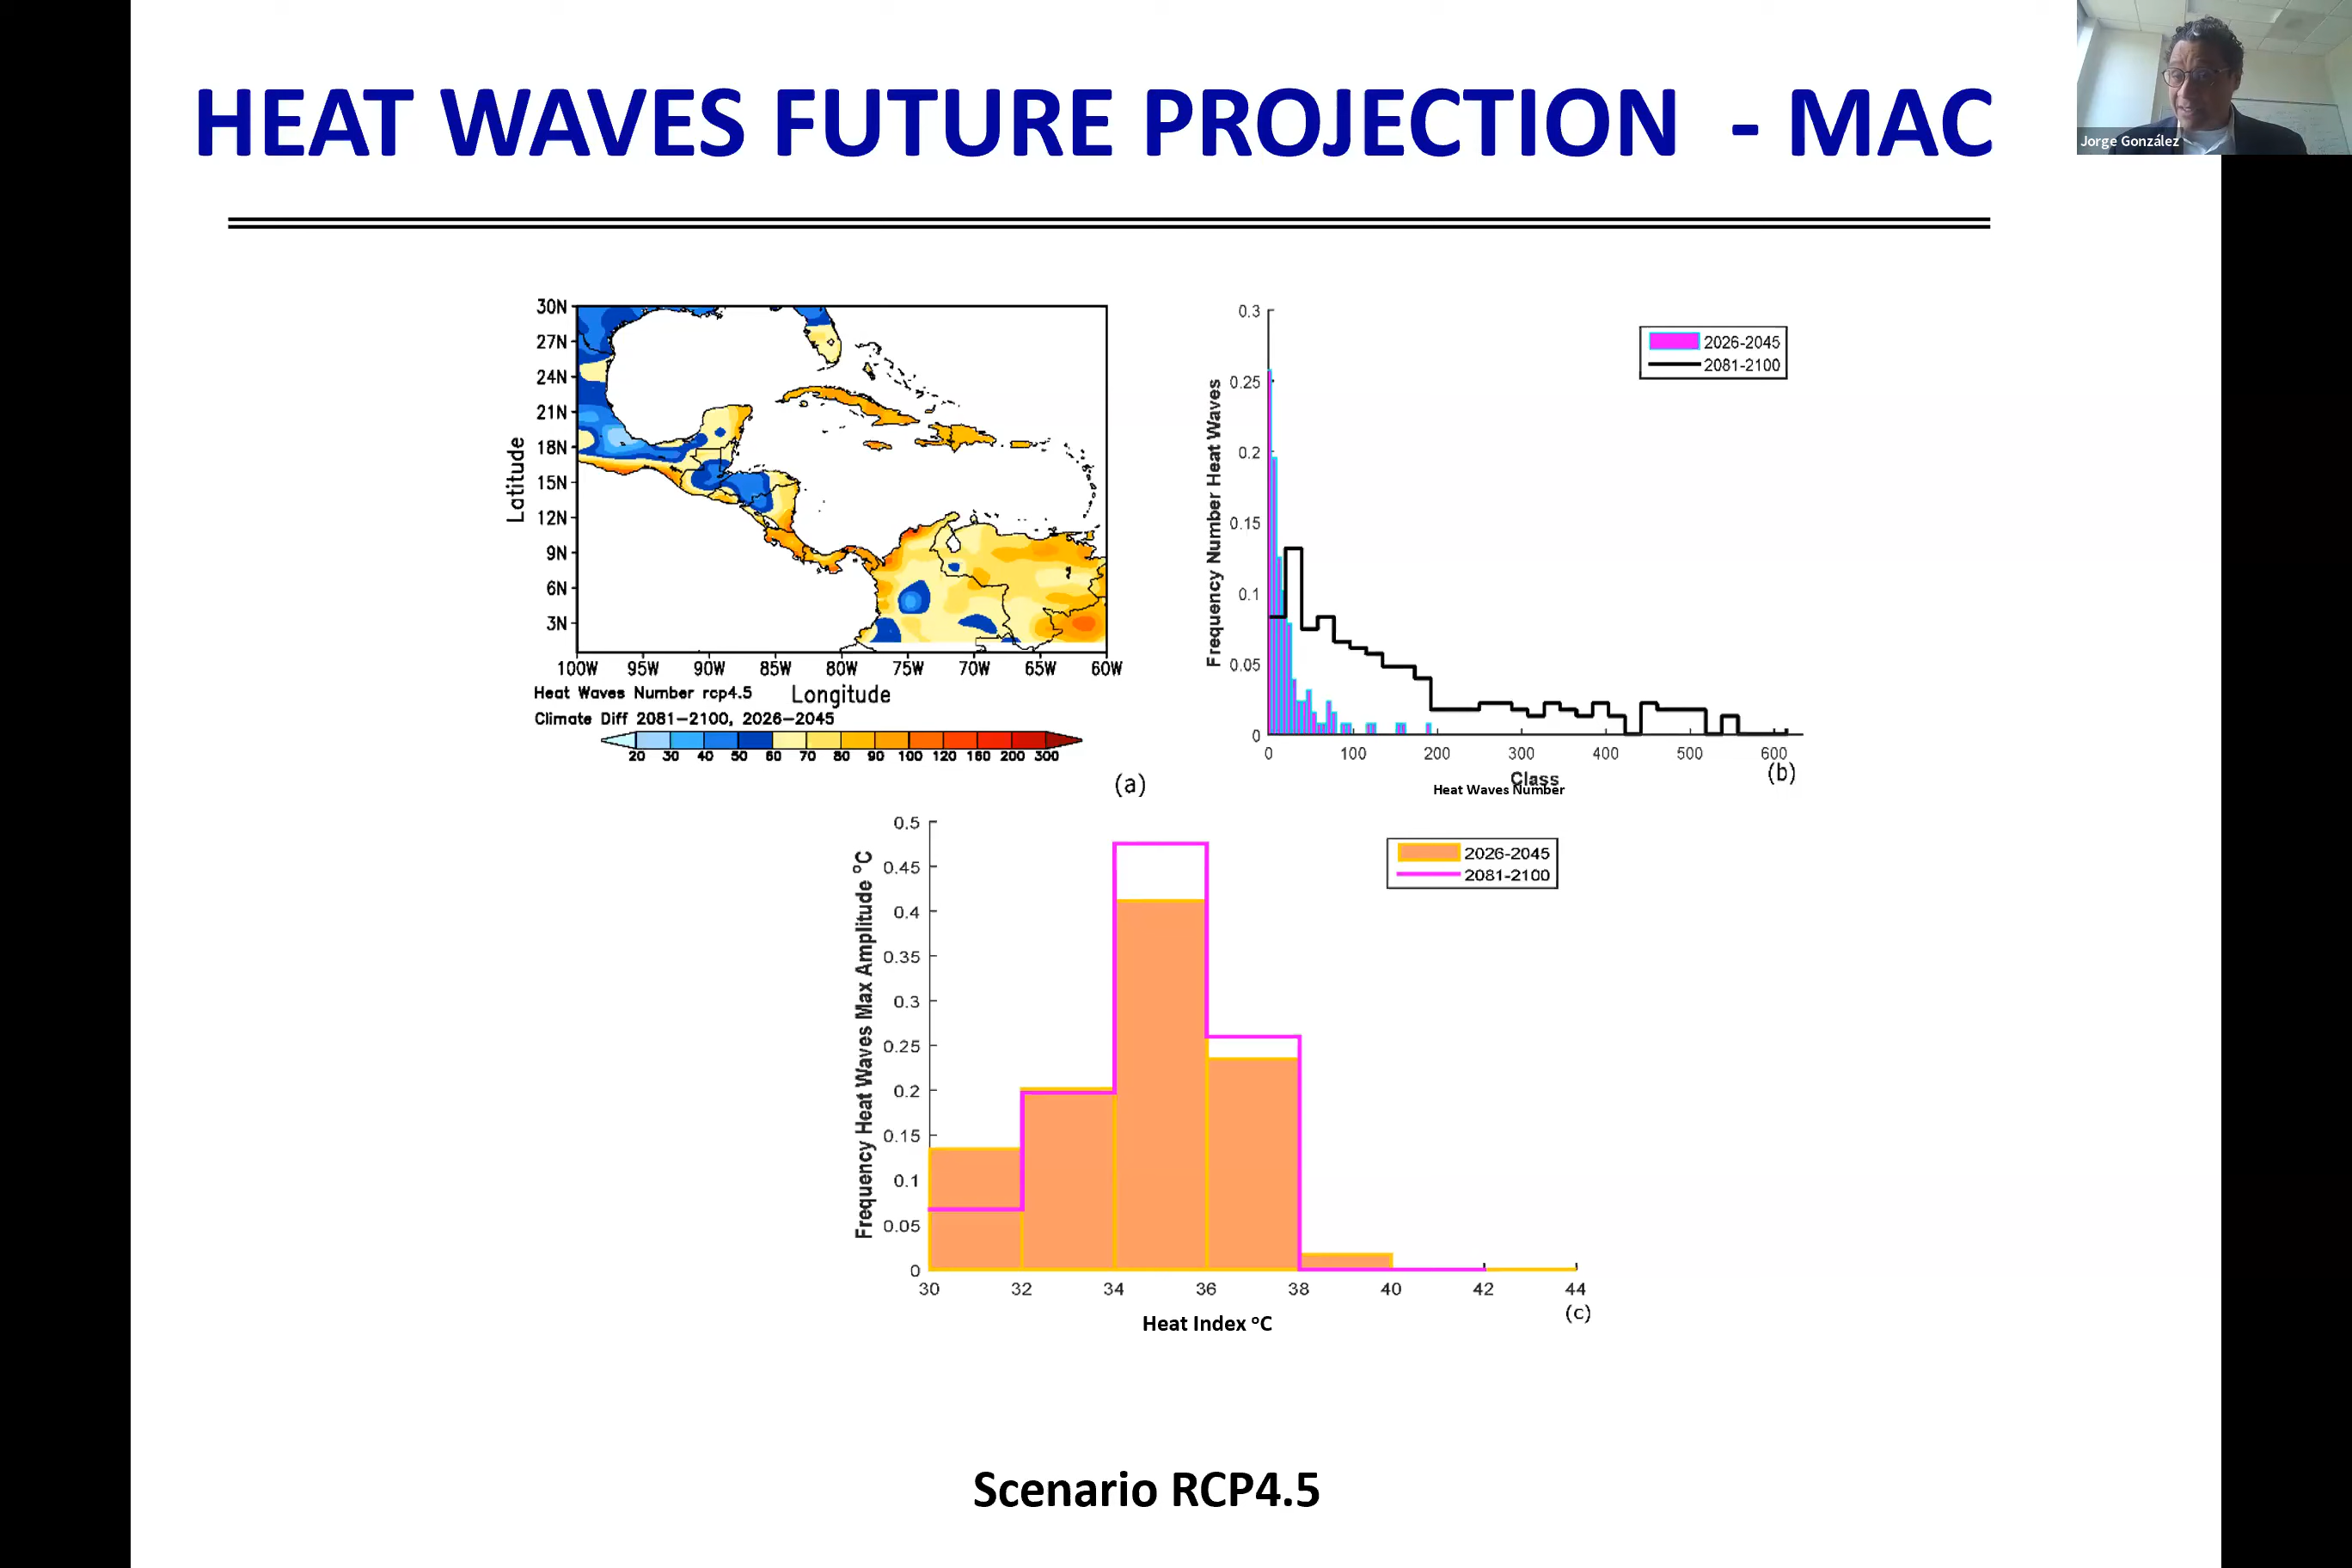 HEAT WAVES FUTURE PROJECTION - MAC
Jorge González
30N
27N
24N
21N
18N
15N
12N
9N
6N
3N
Latitude
100W 95W 90W 85W 80W 75W 70W 65W 60W
Longitude
Heat Waves Number rcp4.5
Climate Diff 2081-2100, 2026-2045
20 30 40 50 60 70 80 90 100 120 160 200 300
(a)
0.3
0.25
0.2
0.15
0.1
0.05
0
Frequency Number Heat Waves
2026-2045
2081-2100
0 100 200 300 400 500 600
Class
Heat Waves Number
(b)
0.5
0.45
0.4
0.35
0.3
0.25
0.2
0.15
0.1
0.05
0
Frequency Heat Waves Max Amplitude °C
2026-2045
2081-2100
30 32 34 36 38 40 42 44
Heat Index °C
(c)
Scenario RCP4.5